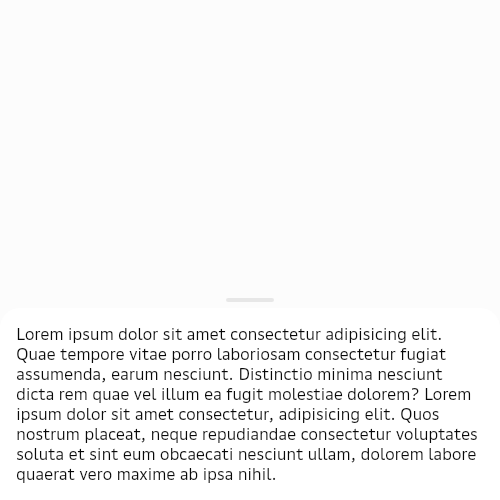 Lorem ipsum dolor sit amet consectetur adipisicing elit.
Quae tempore vitae porro laboriosam consectetur fugiat
assumenda, earum nesciunt. Distinctio minima nesciunt
dicta rem quae vel illum ea fugit molestiae dolorem? Lorem
ipsum dolor sit amet consectetur, adipisicing elit. Quos
nostrum placeat, neque repudiandae consectetur voluptates
soluta et sint eum obcaecati nesciunt ullam, dolorem labore
quaerat vero maxime ab ipsa nihil.